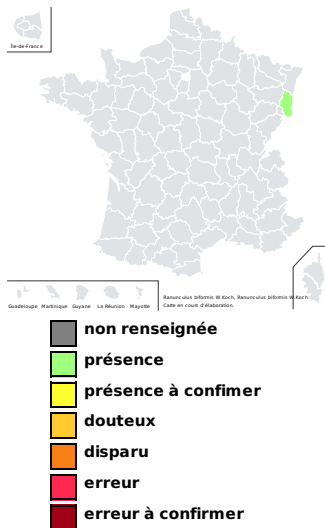 Île-de-France
Guadeloupe Martinique Guyane La Réunion Mayotte
Ranunculus biformis W.Koch, Ranunculus biformis W.Koch
Carte en cours d'élaboration.
non renseignée
présence
présence à confimer
douteux
disparu
erreur
erreur à confirmer